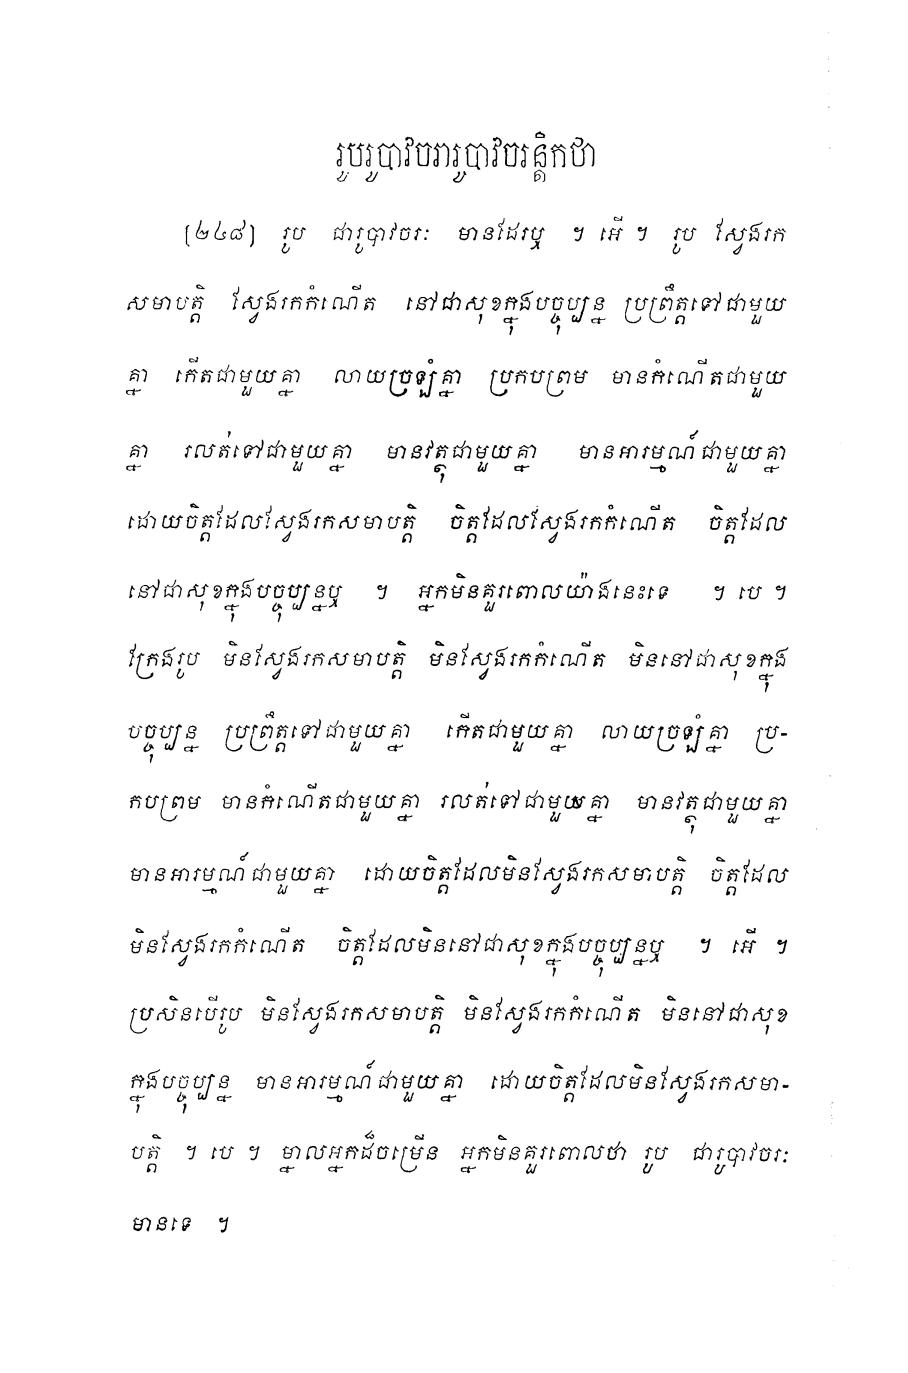 រូបរូបាវចរារូបាវចរន្តិកថា
[២៤៨] រូប ជារូបាវចរៈ មានដែរឬ ។ អើ ។ រូប ស្វែងរក
សមាបត្តិ ស្វែងរកកំណើត នៅជាសុខក្នុងបច្ចុប្បន្ន ប្រព្រឹត្តទៅជាមួយ
គ្នា កើតជាមួយគ្នា លាយច្រឡំគ្នា ប្រកបព្រម មានកំណើតជាមួយ
គ្នា រលត់ទៅជាមួយគ្នា មានវត្ថុជាមួយគ្នា មានអារម្មណ៍ជាមួយគ្នា
ដោយចិត្តដែលស្វែងរកសមាបត្តិ ចិត្តដែលស្វែងរកកំណើត ចិត្តដែល
នៅជាសុខក្នុងបច្ចុប្បន្នឬ ។ អ្នកមិនគួរពោលយ៉ាងនេះទេ ។ បេ ។
ក្រែងរូប មិនស្វែងរកសមាបត្តិ មិនស្វែងរកកំណើត មិននៅជាសុខក្នុង
បច្ចុប្បន្ន ប្រព្រឹត្តទៅជាមួយគ្នា កើតជាមួយគ្នា លាយច្រឡំគ្នា ប្រ-
កបព្រម មានកំណើតជាមួយគ្នា រលត់ទៅជាមួយគ្នា មានវត្ថុជាមួយគ្នា
មានអារម្មណ៍ជាមួយគ្នា ដោយចិត្តដែលមិនស្វែងរកសមាបត្តិ ចិត្តដែល
មិនស្វែងរកកំណើត ចិត្តដែលមិននៅជាសុខក្នុងបច្ចុប្បន្នឬ ។ អើ ។
ប្រសិនបើរូប មិនស្វែងរកសមាបត្តិ មិនស្វែងរកកំណើត មិននៅជាសុខ
ក្នុងបច្ចុប្បន្ន មានអារម្មណ៍ជាមួយគ្នា ដោយចិត្តដែលមិនស្វែងរកសមា-
បត្តិ ។ បេ ។ ម្នាលអ្នកដ៏ចម្រើន អ្នកមិនគួរពោលថា រូប ជារូបាវចរៈ
មានទេ ។